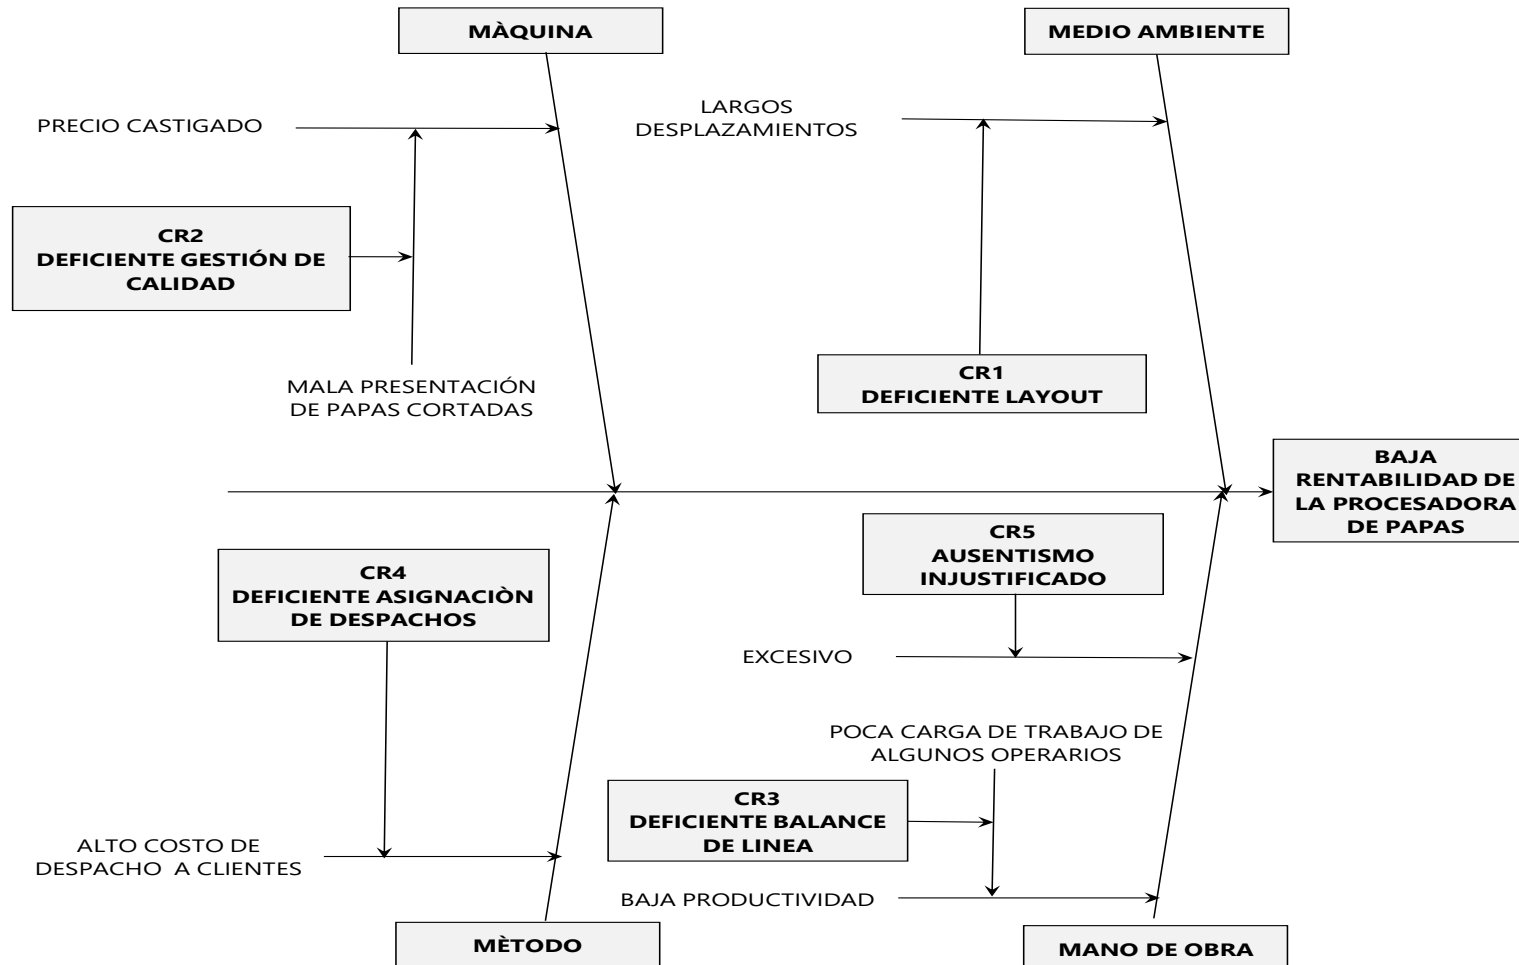 MÀQUINA
MEDIO AMBIENTE
PRECIO CASTIGADO
LARGOS
DESPLAZAMIENTOS
CR2
DEFICIENTE GESTIÓN DE
CALIDAD
MALA PRESENTACIÓN
DE PAPAS CORTADAS
CR1
DEFICIENTE LAYOUT
BAJA
RENTABILIDAD DE
LA PROCESADORA
DE PAPAS
CR5
AUSENTISMO
INJUSTIFICADO
CR4
DEFICIENTE ASIGNACIÒN
DE DESPACHOS
EXCESIVO
POCA CARGA DE TRABAJO DE
ALGUNOS OPERARIOS
CR3
DEFICIENTE BALANCE
DE LINEA
ALTO COSTO DE
DESPACHO A CLIENTES
BAJA PRODUCTIVIDAD
MÈTODO
MANO DE OBRA